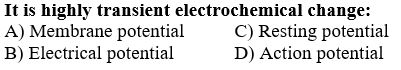 It is highly transient electrochemical change:
A) Membrane potential C) Resting potential
B) Electrical potential D) Action potential